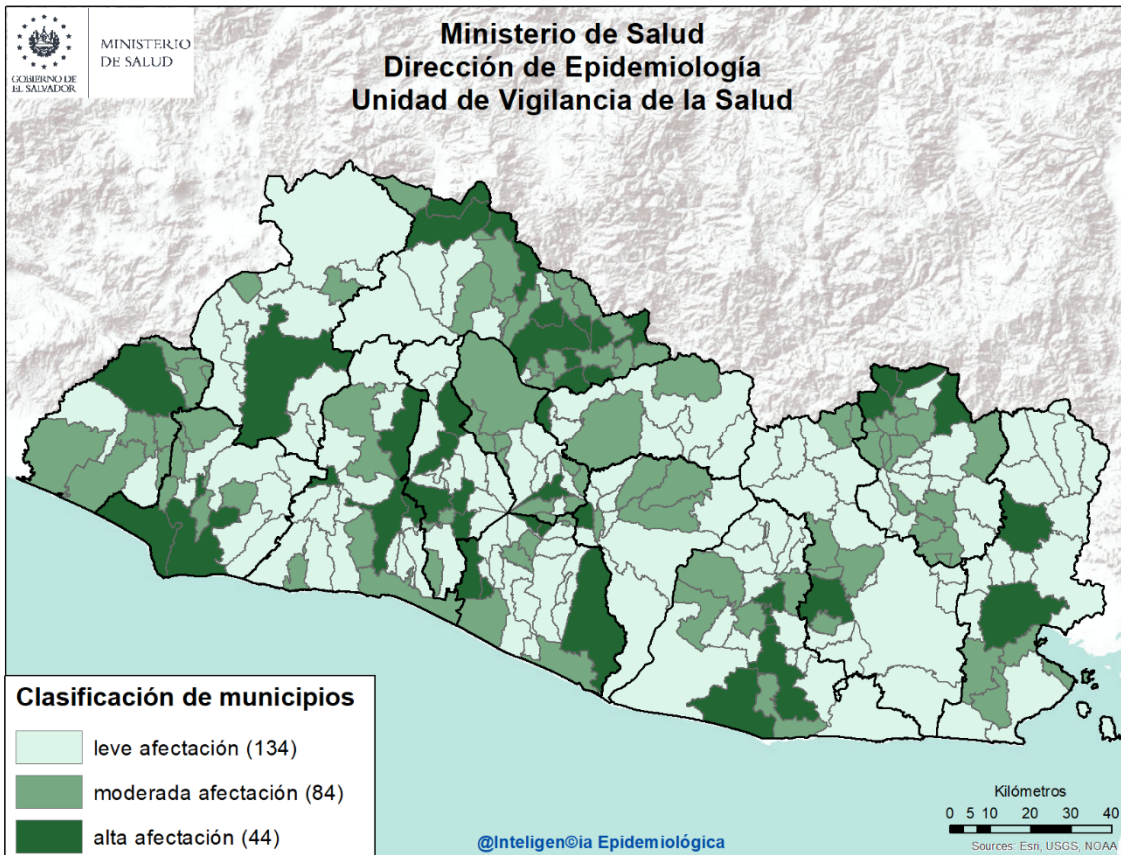 GOBIERNO DE
EL SALVADOR
MINISTERIO
DE SALUD
Ministerio de Salud
Dirección de Epidemiología
Unidad de Vigilancia de la Salud
Clasificación de municipios
leve afectación (134)
moderada afectación (84)
alta afectación (44)
@Inteligen©ia Epidemiológica
Kilómetros
0 5 10 20 30 40
Sources: Esri, USGS, NOAA